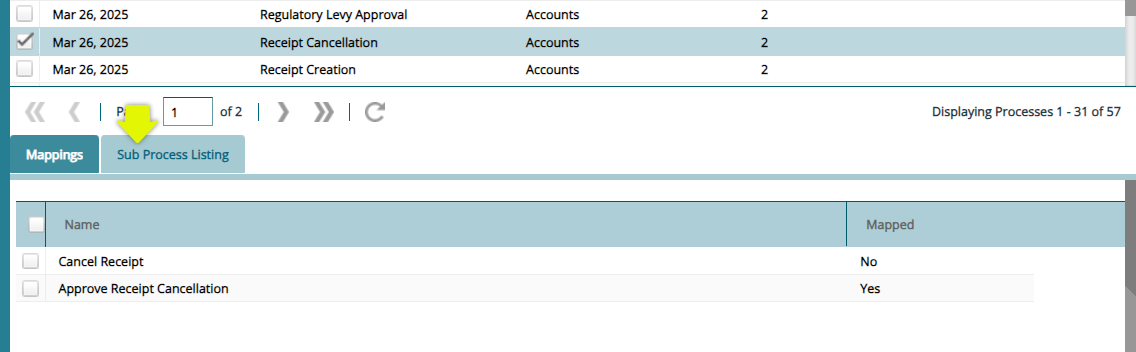 Mar 26, 2025 Regulatory Levy Approval Accounts 2
Mar 26, 2025 Receipt Cancellation Accounts 2
Mar 26, 2025 Receipt Creation Accounts 2
1 of 2 Displaying Processes 1 - 31 of 57
Mappings Sub Process Listing
Name Mapped
Cancel Receipt No
Approve Receipt Cancellation Yes